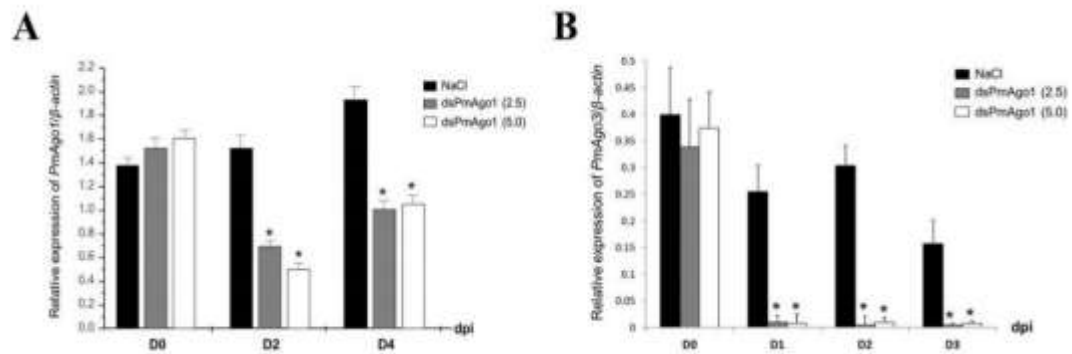 A
Relative expression of PmAgo1/β-actin
2.2
2.0
1.8
1.6
1.4
1.2
1.0
0.8
0.6
0.4
0.2
0.0
NaCl
dsPmAgo1 (2.5)
dsPmAgo1 (5.0)
* * * *
D0 D2 D4 dpi
B
Relative expression of PmAgo3/β-actin
0.5
0.45
0.4
0.35
0.3
0.25
0.2
0.15
0.1
0.05
0
NaCl
dsPmAgo1 (2.5)
dsPmAgo1 (5.0)
* * * * * *
D0 D1 D2 D3 dpi